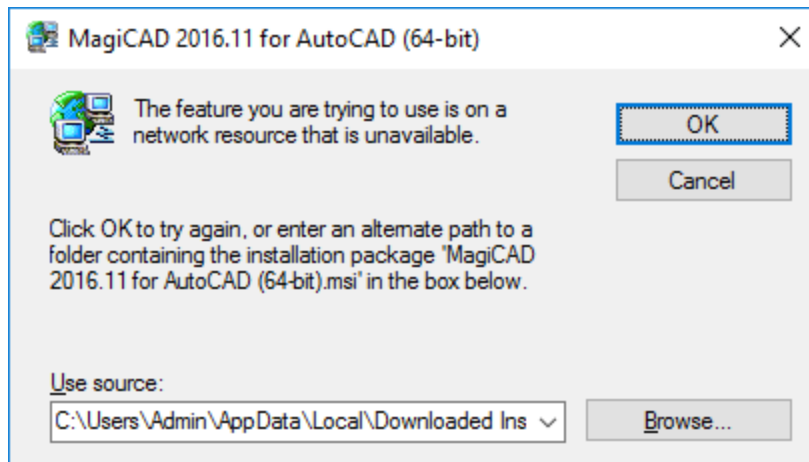 MagiCAD 2016.11 for AutoCAD (64-bit)
The feature you are trying to use is on a
network resource that is unavailable.
OK
Cancel
Click OK to try again, or enter an alternate path to a
folder containing the installation package 'MagiCAD
2016.11 for AutoCAD (64-bit).msi' in the box below.
Use source:
C:\Users\Admin\AppData\Local\Downloaded Ins
Browse...